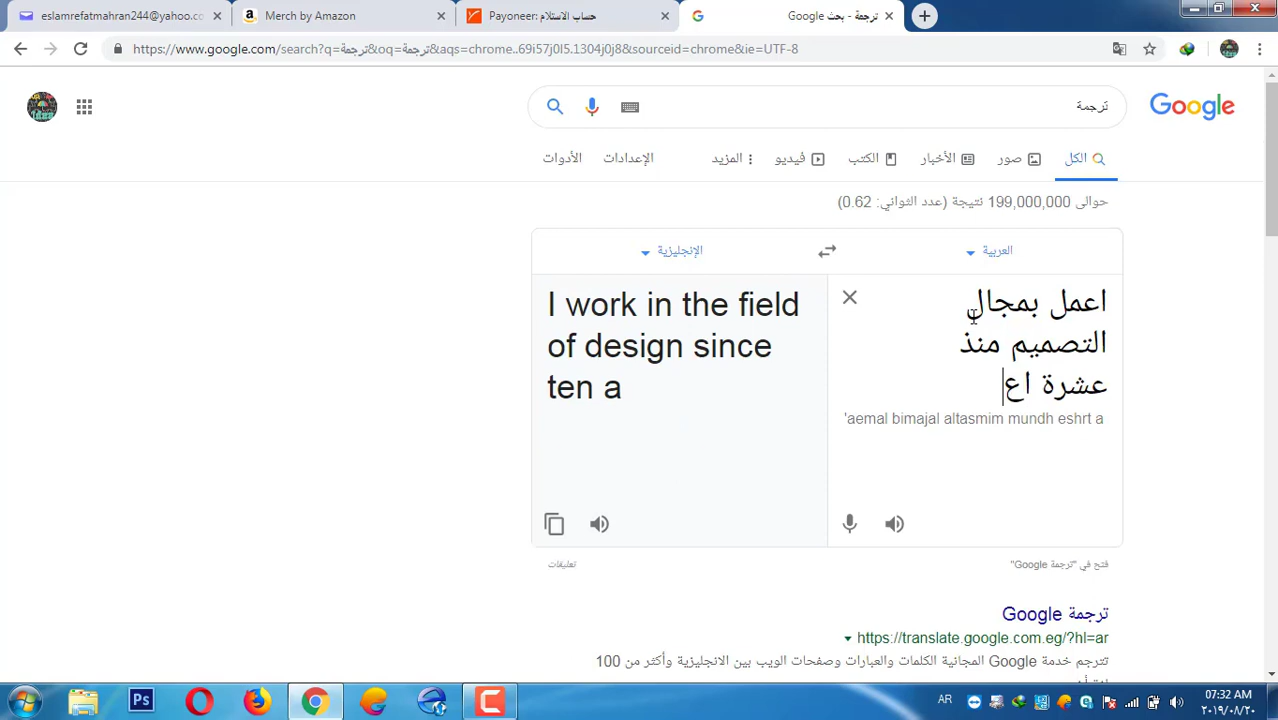 eslamrefatmahran244@yahoo.co
Merch by Amazon
Payoneer: حساب الاستلام
ترجمة - بحث Google
https://www.google.com/search?q=ترجمة&oq=ترجمة&aqs=chrome..69i57j0l5.1304j0j8&sourceid=chrome&ie=UTF-8
ترجمة
Google
الكل
صور
الأخبار
الكتب
فيديو
المزيد
الإعدادات
الأدوات
حوالى 199,000,000 نتيجة (عدد الثواني: 0.62)
العربية
الإنجليزية
اعمل بمجال
التصميم منذ
عشرة اع
'aemal bimajal altasmim mundh eshrt a
I work in the field
of design since
ten a
فتح في "ترجمة Google"
تعليقات
ترجمة Google
https://translate.google.com.eg/?hl=ar
تترجم خدمة Google المجانية الكلمات والعبارات وصفحات الويب بين الانجليزية وأكثر من 100
Ps
AR
07:32 AM
٢٠١٩/٠٨/٢٠